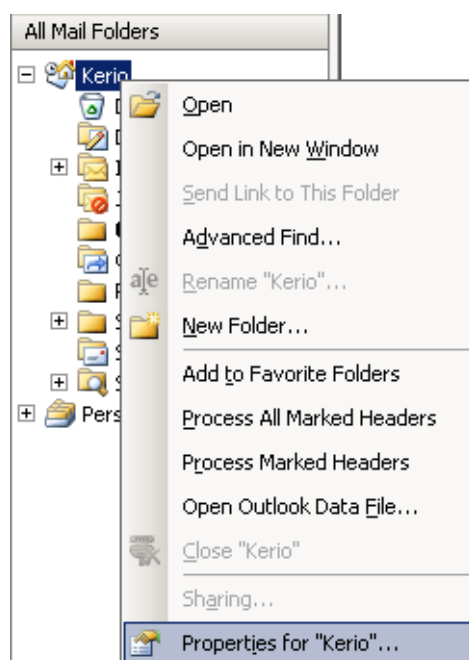 All Mail Folders
Kerio
Open
Open in New Window
Send Link to This Folder
Advanced Find...
Rename "Kerio"...
New Folder...
Add to Favorite Folders
Process All Marked Headers
Process Marked Headers
Open Outlook Data File...
Close "Kerio"
Sharing...
Pers
Properties for "Kerio"...